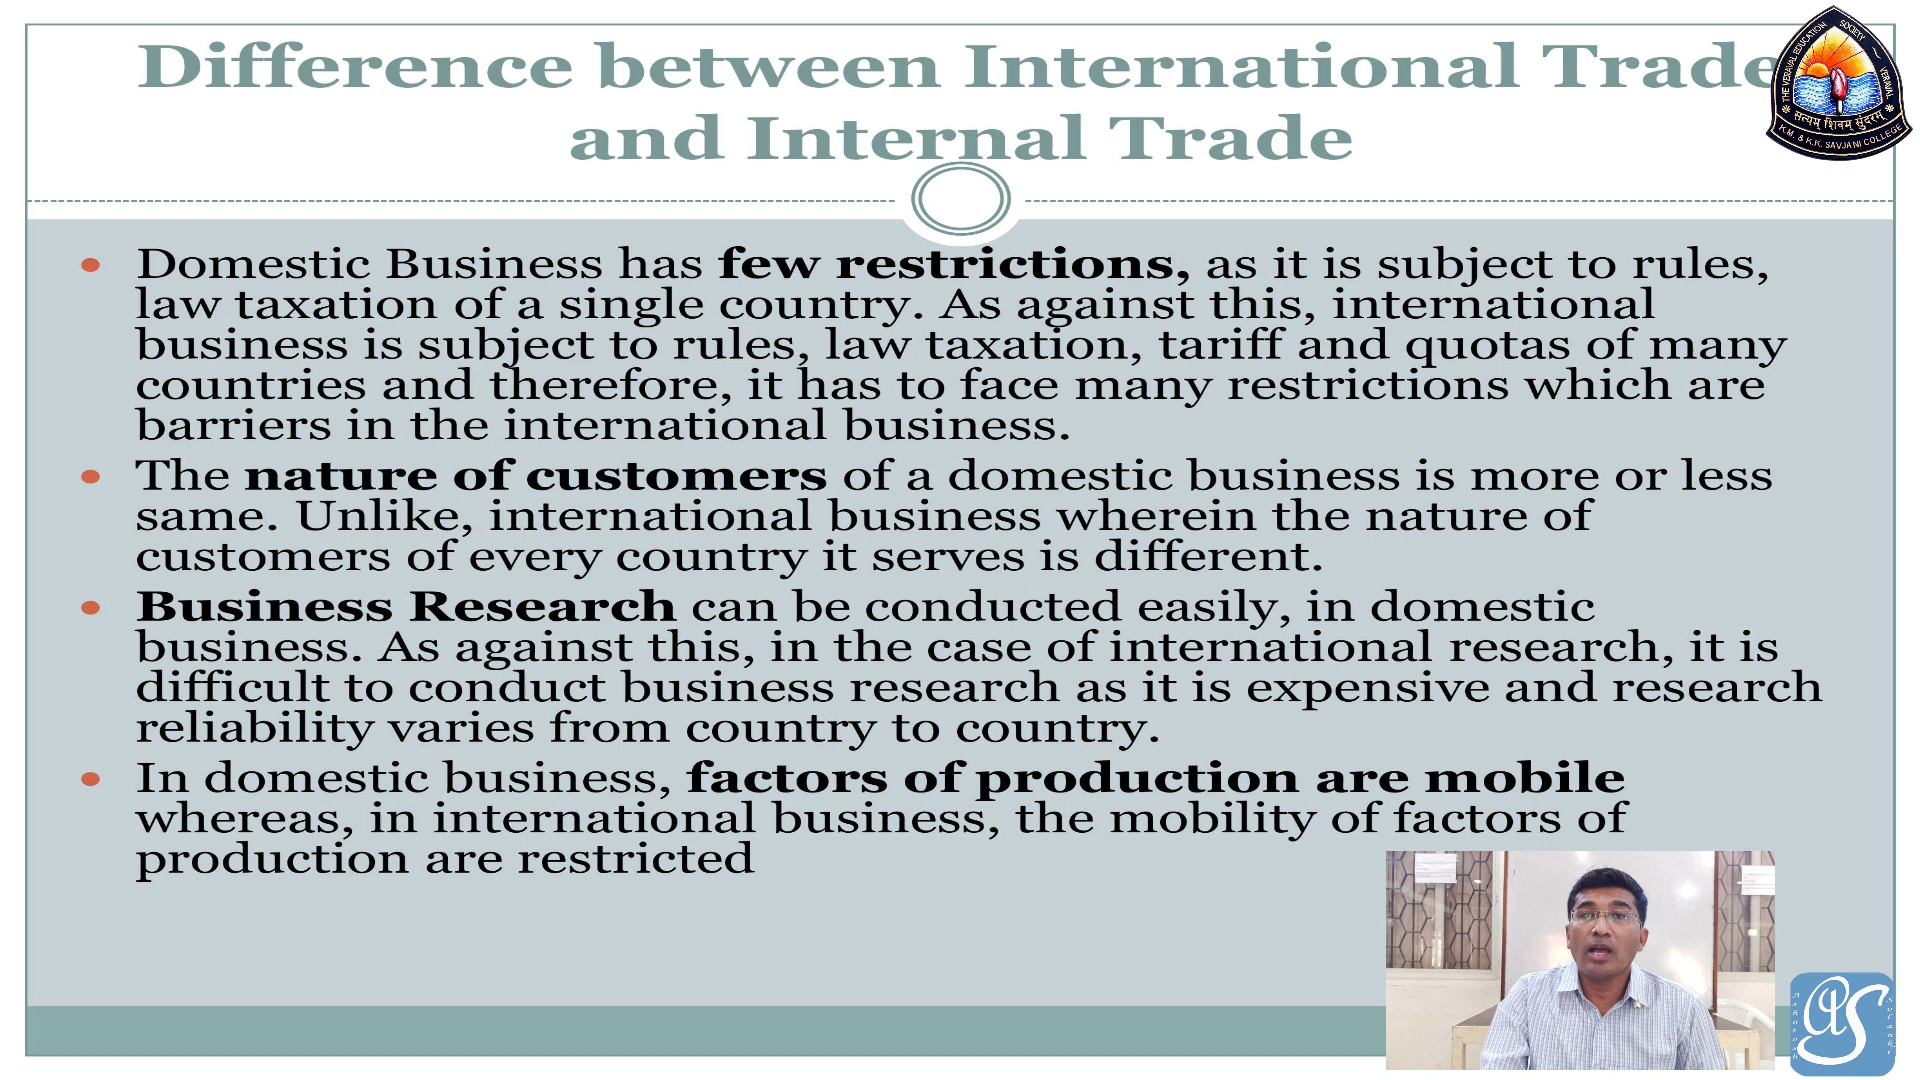 Difference between International Trade
and Internal Trade
THE VERAVAL EDUCATION SOCIETY VERAVAL
सत्यम् शिवम् सुंदरम्
K.M. & K.K. SAVJANI COLLEGE
• Domestic Business has few restrictions, as it is subject to rules,
law taxation of a single country. As against this, international
business is subject to rules, law taxation, tariff and quotas of many
countries and therefore, it has to face many restrictions which are
barriers in the international business.
• The nature of customers of a domestic business is more or less
same. Unlike, international business wherein the nature of
customers of every country it serves is different.
• Business Research can be conducted easily, in domestic
business. As against this, in the case of international research, it is
difficult to conduct business research as it is expensive and research
reliability varies from country to country.
• In domestic business, factors of production are mobile
whereas, in international business, the mobility of factors of
production are restricted